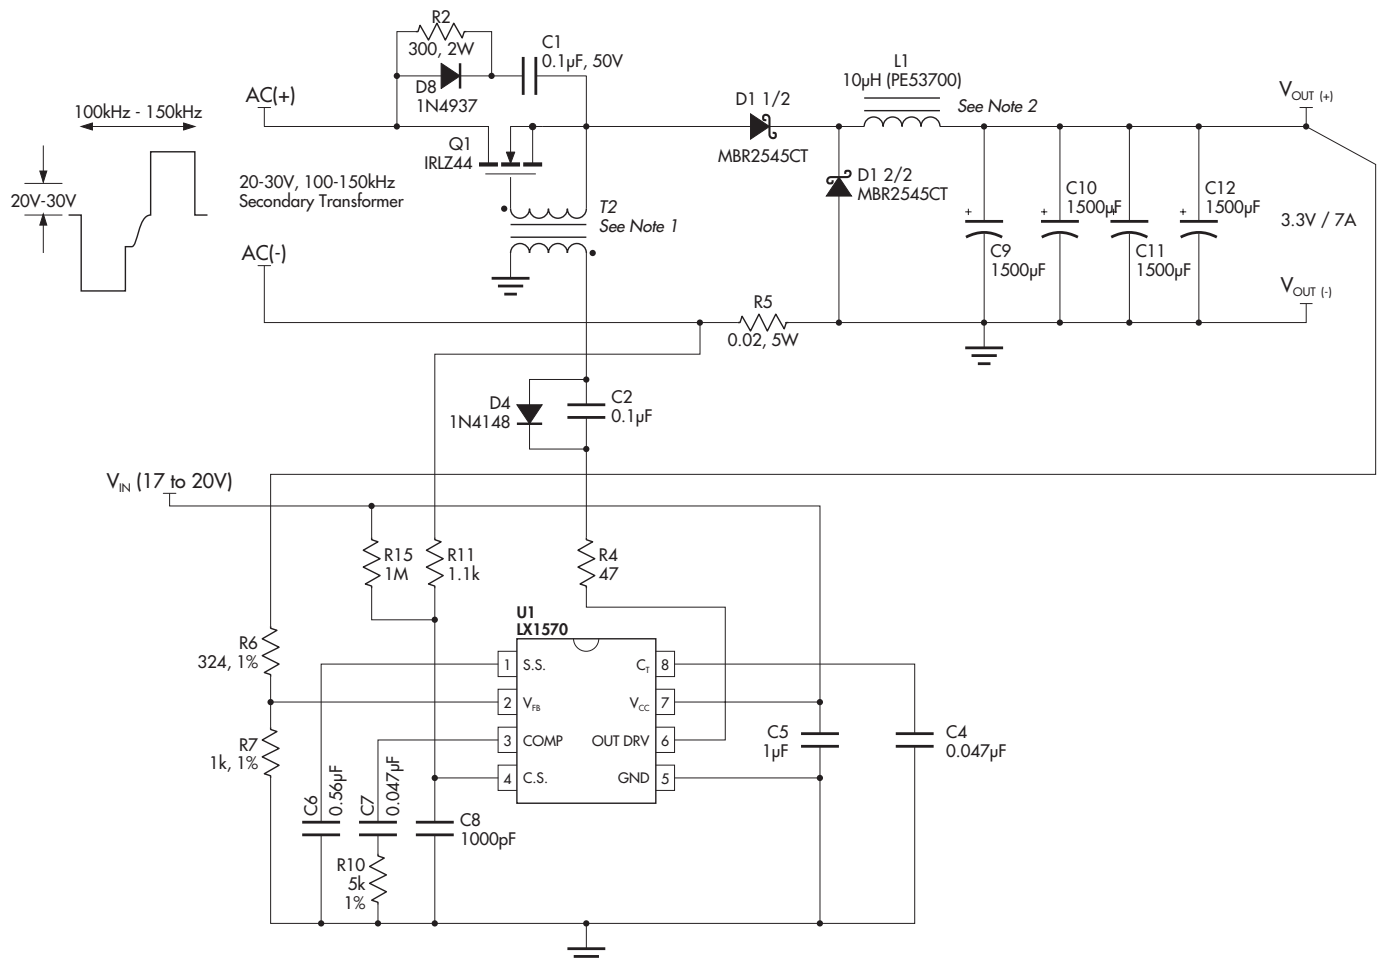 R2
300, 2W
D8
1N4937
C1
0.1µF, 50V
100kHz - 150kHz
20V-30V
AC(+)
20-30V, 100-150kHz
Secondary Transformer
AC(-)
Q1
IRLZ44
T2
See Note 1
D1 1/2
MBR2545CT
L1
10µH (PE53700)
See Note 2
D1 2/2
MBR2545CT
C9
1500µF
C10
1500µF
C11
1500µF
C12
1500µF
+
+
+
+
VOUT (+)
3.3V / 7A
VOUT (-)
R5
0.02, 5W
D4
1N4148
C2
0.1µF
VIN (17 to 20V)
R15
1M
R11
1.1k
R4
47
R6
324, 1%
R7
1k, 1%
U1
LX1570
1 S.S.
2 VFB
3 COMP
4 C.S.
CT 8
VCC 7
OUT DRV 6
GND 5
C6
0.56µF
C7
0.047µF
C8
1000pF
R10
5k
1%
C5
1µF
C4
0.047µF